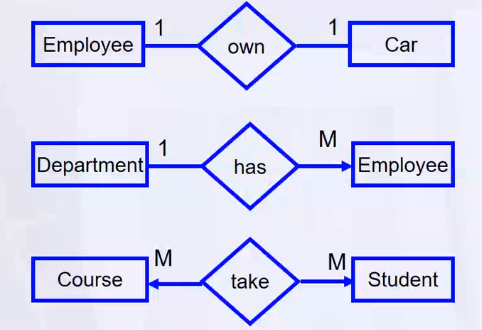 Employee 1 own 1 Car
Department 1 has M Employee
Course M take M Student